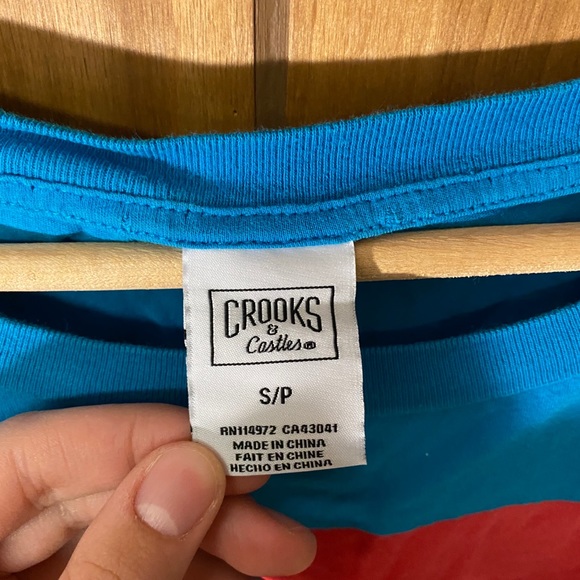 CROOKS
&
Castles®
S/P
RN114972 CA43041
MADE IN CHINA
FAIT EN CHINE
HECHO EN CHINA